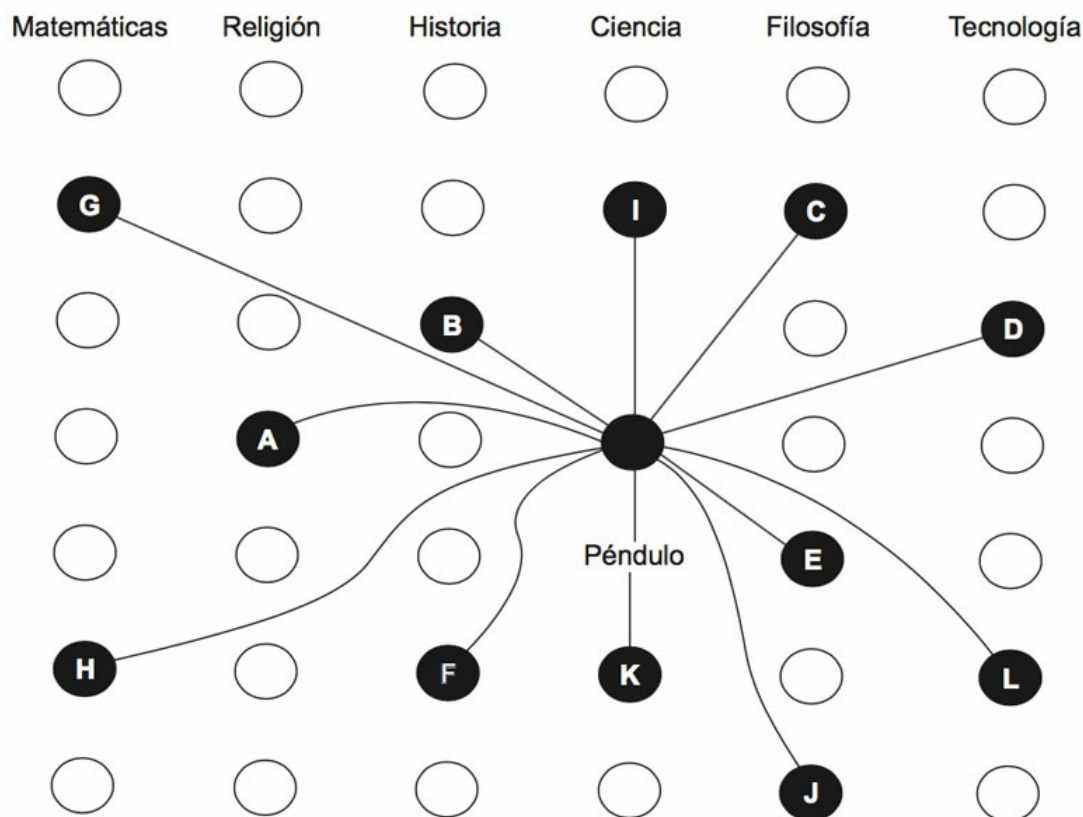 Matemáticas Religión Historia Ciencia Filosofía Tecnología
G I C
B D
A
Péndulo E
H F K L
J